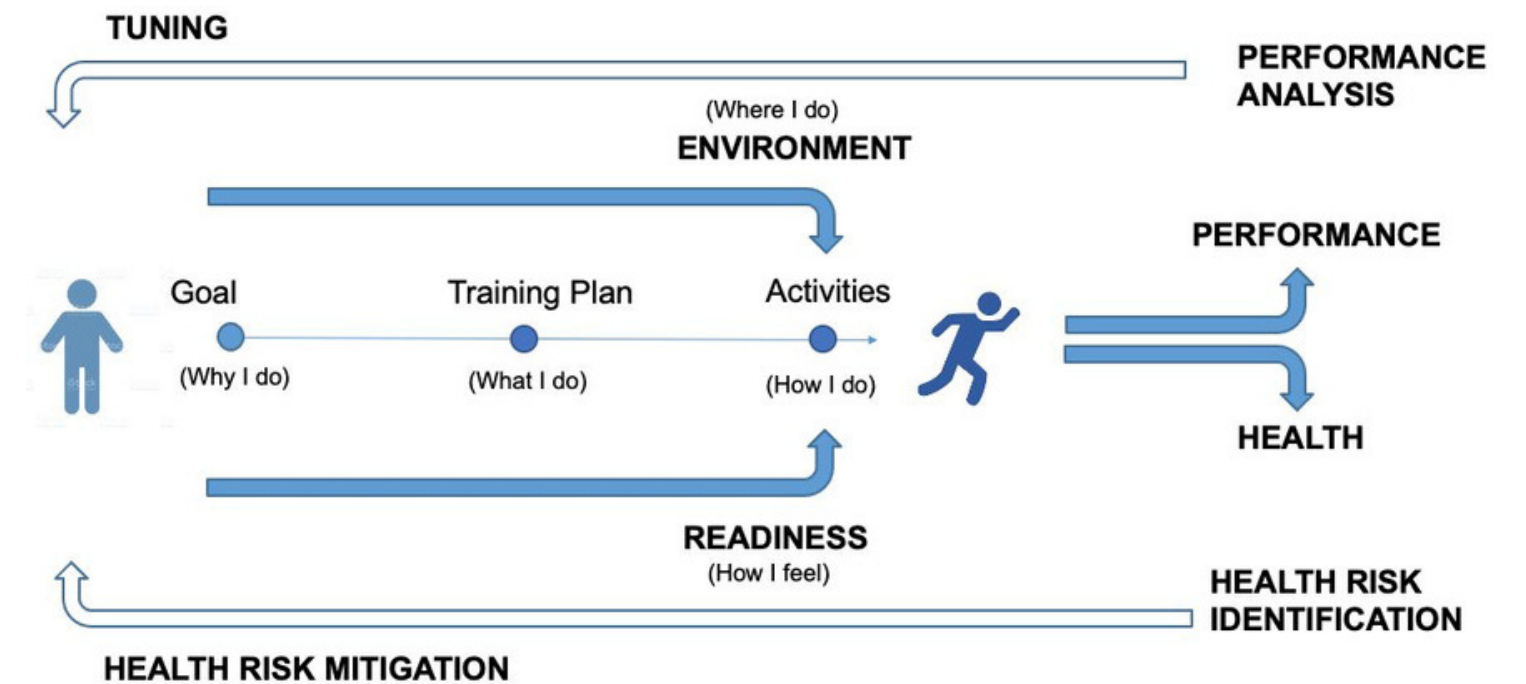 TUNING
PERFORMANCE
ANALYSIS
(Where I do)
ENVIRONMENT
PERFORMANCE
Goal
Training Plan
Activities
(Why I do)
(What I do)
(How I do)
HEALTH
READINESS
(How I feel)
HEALTH RISK
IDENTIFICATION
HEALTH RISK MITIGATION